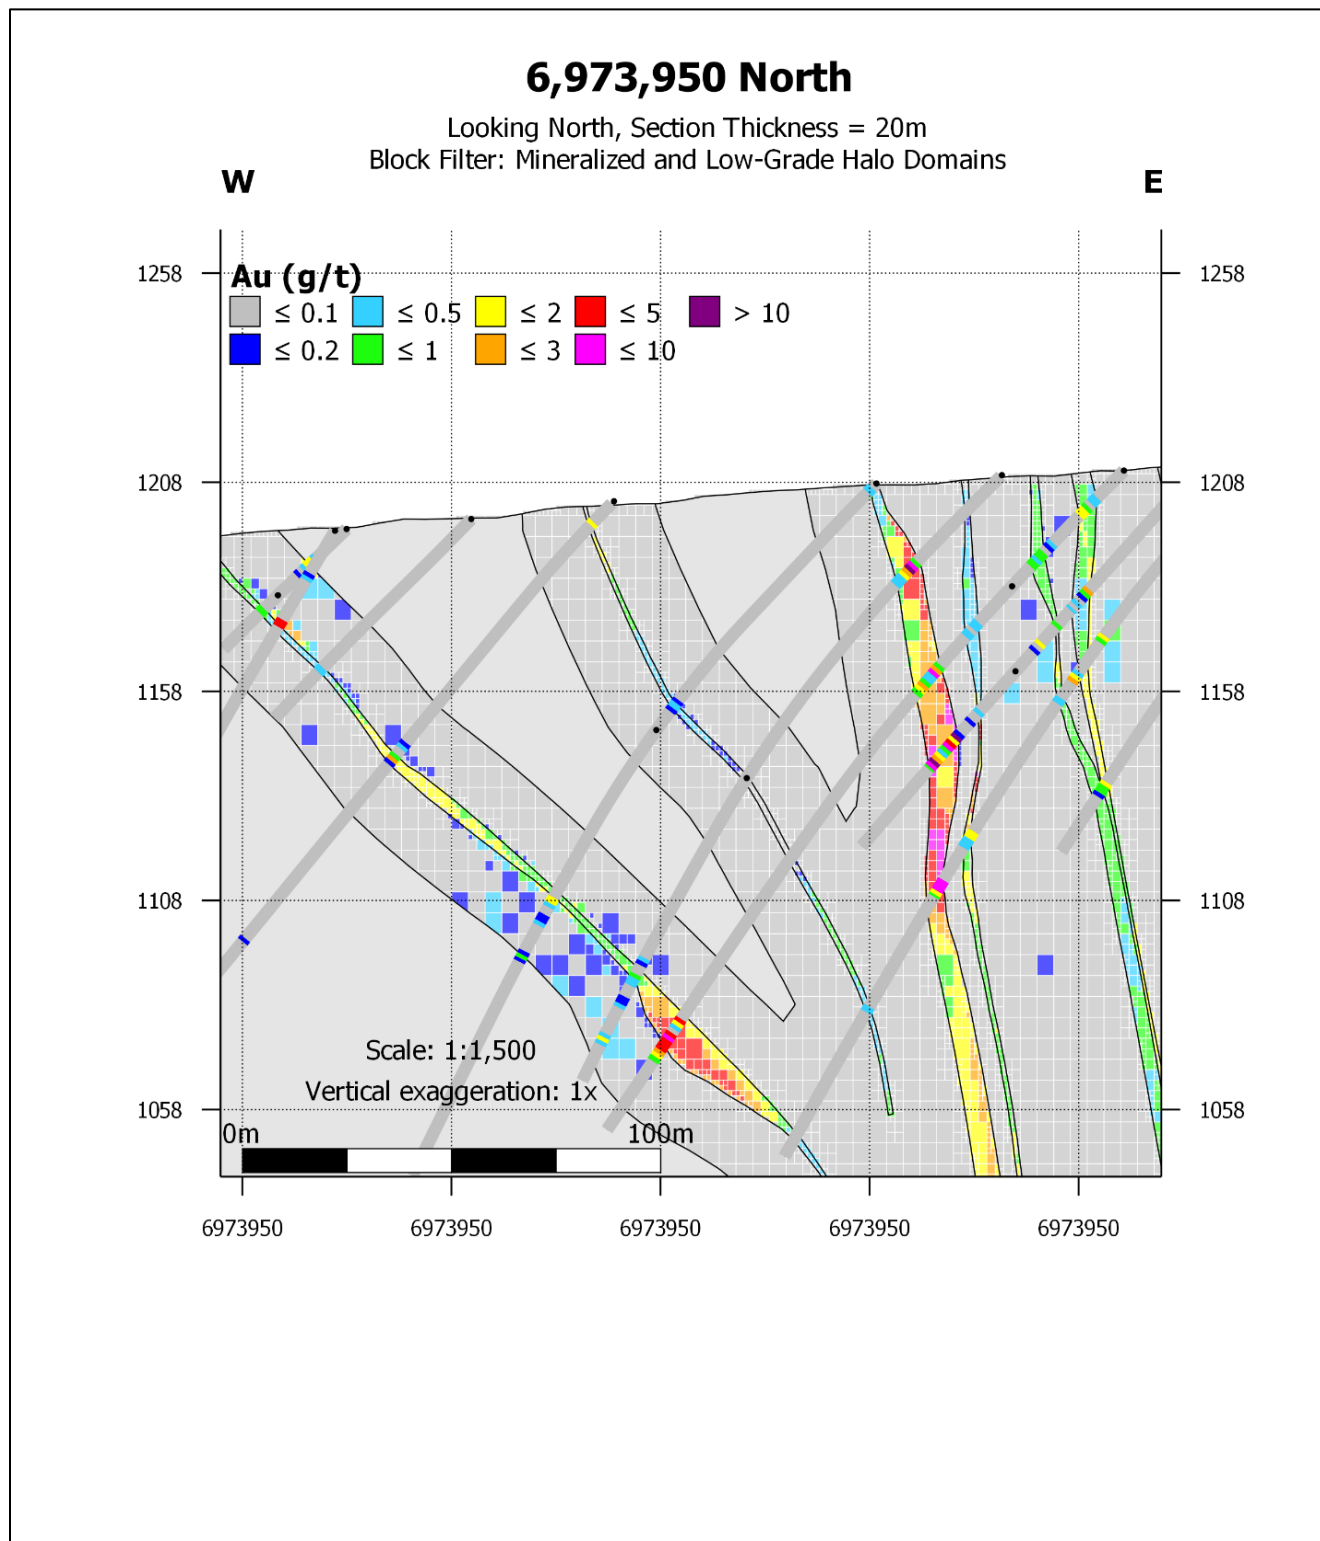 6,973,950 North
Looking North, Section Thickness = 20m
Block Filter: Mineralized and Low-Grade Halo Domains
W E
1258 1258
Au (g/t)
≤ 0.1 ≤ 0.5 ≤ 2 ≤ 5 > 10
≤ 0.2 ≤ 1 ≤ 3 ≤ 10
1208 1208
1158 1158
1108 1108
Scale: 1:1,500
Vertical exaggeration: 1x
1058 1058
0m 100m
6973950 6973950 6973950 6973950 6973950